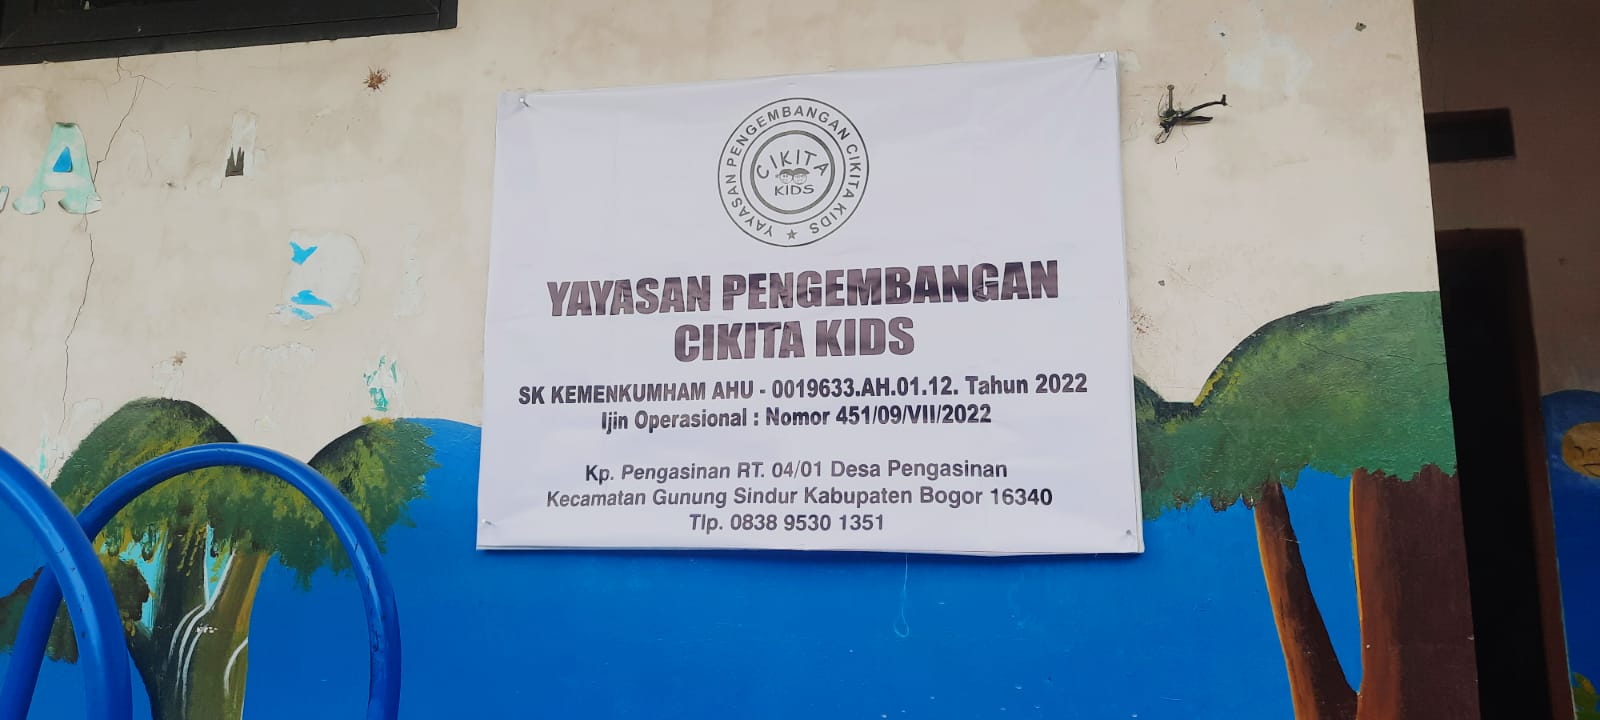 YAYASAN PENGEMBANGAN CIKITA KIDS
CIKITA
KIDS
YAYASAN PENGEMBANGAN
CIKITA KIDS
SK KEMENKUMHAM AHU - 0019633.AH.01.12. Tahun 2022
Ijin Operasional : Nomor 451/09/VII/2022
Kp. Pengasinan RT. 04/01 Desa Pengasinan
Kecamatan Gunung Sindur Kabupaten Bogor 16340
Tlp. 0838 9530 1351